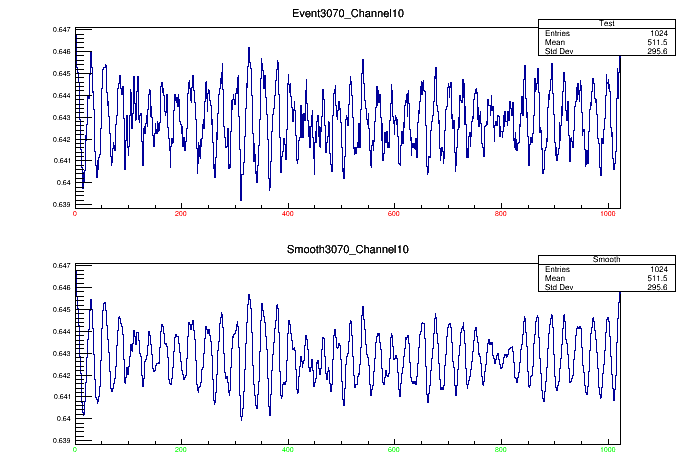 Event3070_Channel10
Test
Entries 1024
Mean 511.5
Std Dev 295.6
0.647
0.646
0.645
0.644
0.643
0.642
0.641
0.64
0.639
0 200 400 600 800 1000
Smooth3070_Channel10
Smooth
Entries 1024
Mean 511.5
Std Dev 295.6
0.647
0.646
0.645
0.644
0.643
0.642
0.641
0.64
0.639
0 200 400 600 800 1000